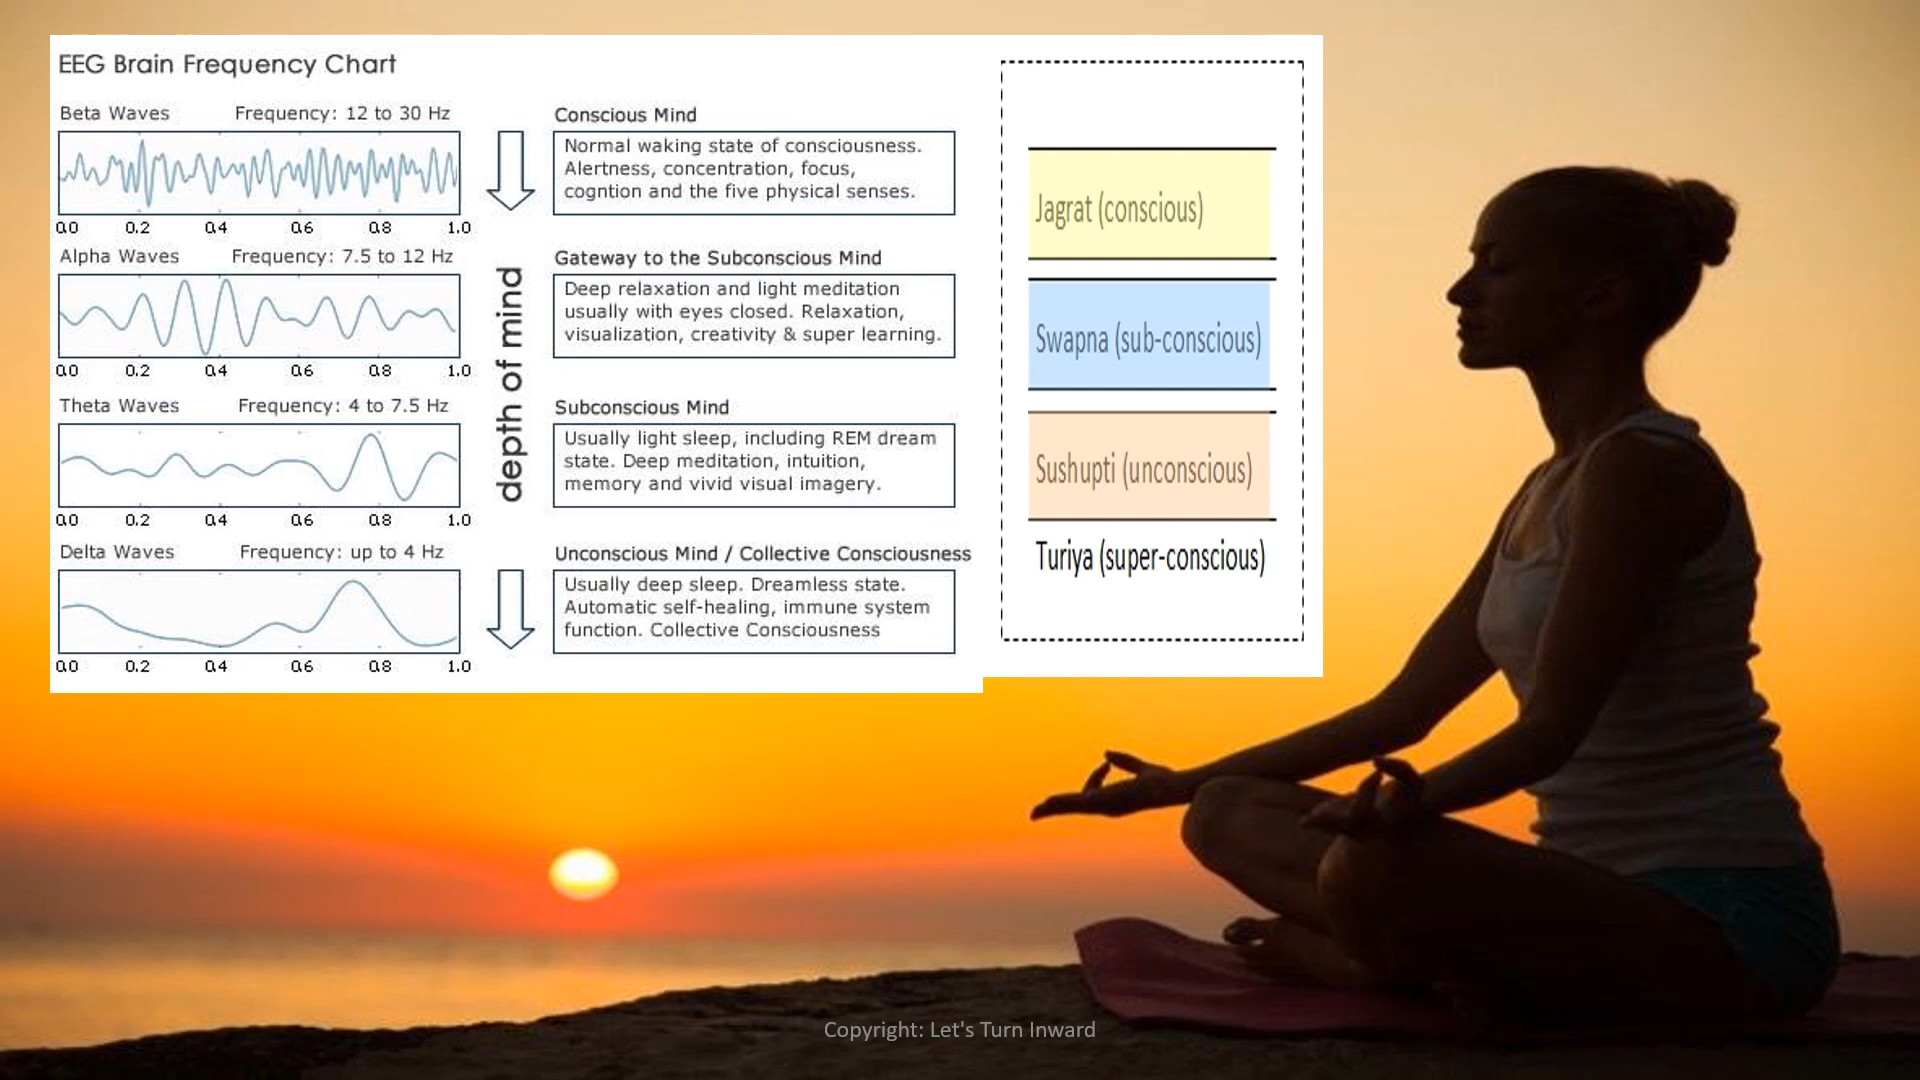 EEG Brain Frequency Chart
Beta Waves Frequency: 12 to 30 Hz
0.0 0.2 0.4 0.6 0.8 1.0
Alpha Waves Frequency: 7.5 to 12 Hz
0.0 0.2 0.4 0.6 0.8 1.0
Theta Waves Frequency: 4 to 7.5 Hz
0.0 0.2 0.4 0.6 0.8 1.0
Delta Waves Frequency: up to 4 Hz
0.0 0.2 0.4 0.6 0.8 1.0
depth of mind
Conscious Mind
Normal waking state of consciousness.
Alertness, concentration, focus,
cogntion and the five physical senses.
Gateway to the Subconscious Mind
Deep relaxation and light meditation
usually with eyes closed. Relaxation,
visualization, creativity & super learning.
Subconscious Mind
Usually light sleep, including REM dream
state. Deep meditation, intuition,
memory and vivid visual imagery.
Unconscious Mind / Collective Consciousness
Usually deep sleep. Dreamless state.
Automatic self-healing, immune system
function. Collective Consciousness
Jagrat (conscious)
Swapna (sub-conscious)
Sushupti (unconscious)
Turiya (super-conscious)
Copyright: Let's Turn Inward